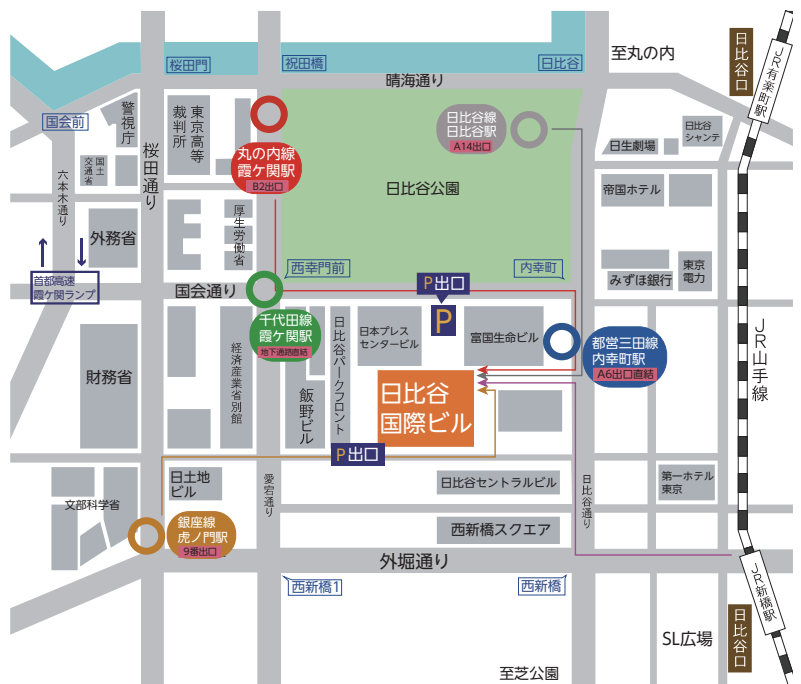 桜田門
祝田橋
日比谷
至丸の内
日比谷口
JR有楽町駅
晴海通り
国会前
警視庁
東京高等
裁判所
日比谷線
日比谷駅
A14出口
日生劇場
日比谷
シャンテ
丸の内線
霞ケ関駅
B2出口
国土
交通省
桜田通り
六本木通り
日比谷公園
帝国ホテル
外務省
厚生
労働省
西幸門前
内幸町
みずほ銀行
東京
電力
首都高速
霞ケ関ランプ
国会通り
P出口
P
千代田線
霞ケ関駅
地下通路直結
日本プレス
センタービル
富国生命ビル
都営三田線
内幸町駅
A6出口直結
JR山手線
財務省
経済産業省別館
飯野ビル
日比谷パークフロント
日比谷
国際ビル
P出口
文部科学省
日土地
ビル
愛宕通り
日比谷セントラルビル
日比谷通り
第一ホテル
東京
銀座線
虎ノ門駅
9番出口
西新橋スクエア
外堀通り
西新橋1
西新橋
JR新橋駅
日比谷口
SL広場
至芝公園